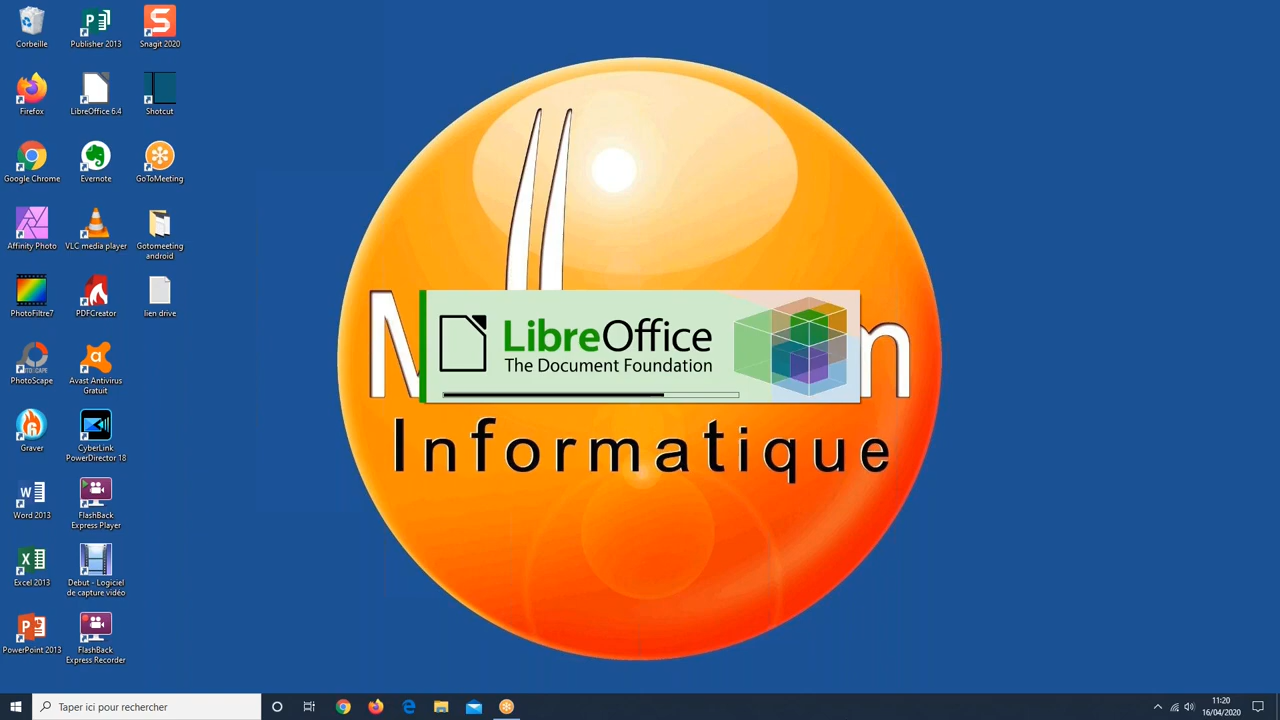 Corbeille
Publisher 2013
Snagit 2020
Firefox
LibreOffice 6.4
Shotcut
Google Chrome
Evernote
GoToMeeting
Affinity Photo
VLC media player
Gotomeeting
android
PhotoFiltre7
PDFCreator
lien drive
PhotoScape
Avast Antivirus
Gratuit
Graver
CyberLink
PowerDirector 18
Word 2013
FlashBack
Express Player
Excel 2013
Debut - Logiciel
de capture vidéo
PowerPoint 2013
FlashBack
Express Recorder
LibreOffice
The Document Foundation
Informatique
Taper ici pour rechercher
11:20
16/04/2020